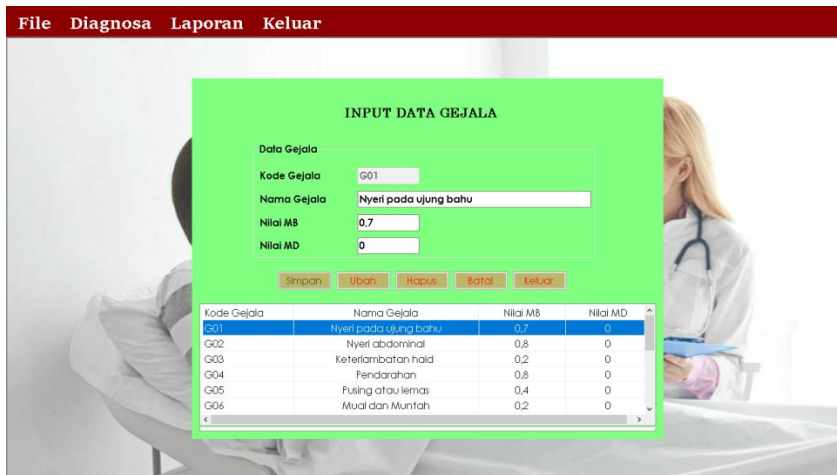 File Diagnosa Laporan Keluar
INPUT DATA GEJALA
Data Gejala
Kode Gejala G01
Nama Gejala Nyeri pada ujung bahu
Nilai MB 0,7
Nilai MD 0
Simpan Ubah Hapus Batal Keluar
Kode Gejala Nama Gejala Nilai MB Nilai MD
G01 Nyeri pada ujung bahu 0,7 0
G02 Nyeri abdominal 0,8 0
G03 Keterlambatan haid 0,2 0
G04 Pendarahan 0,8 0
G05 Pusing atau lemas 0,4 0
G06 Mual dan Muntah 0,2 0